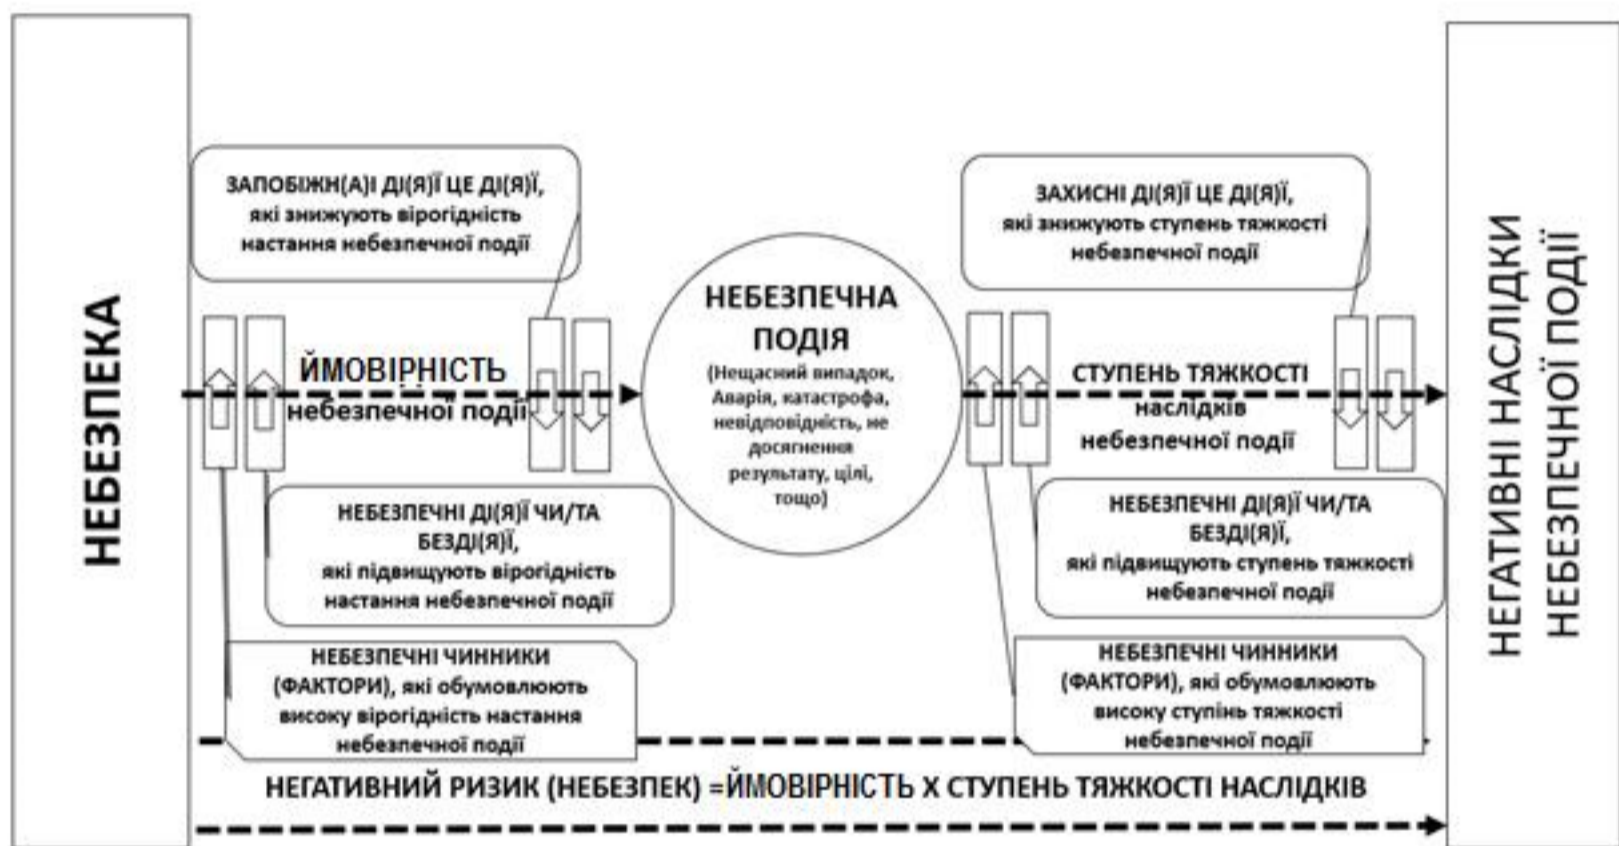 НЕБЕЗПЕКА
ЗАПОБІЖН(А)І ДІ(Я)Ї ЦЕ ДІ(Я)Ї,
які знижують вірогідність
настання небезпечної події
ЙМОВІРНІСТЬ
небезпечної події
НЕБЕЗПЕЧНІ ДІ(Я)Ї ЧИ/ТА
БЕЗДІ(Я)Ї,
які підвищують вірогідність
настання небезпечної події
НЕБЕЗПЕЧНІ ЧИННИКИ
(ФАКТОРИ), які обумовлюють
високу вірогідність настання
небезпечної події
НЕБЕЗПЕЧНА
ПОДІЯ
(Нещасний випадок,
Аварія, катастрофа,
невідповідність, не
досягнення
результату, цілі,
тощо)
ЗАХИСНІ ДІ(Я)Ї ЦЕ ДІ(Я)Ї,
які знижують ступень тяжкості
небезпечної події
СТУПЕНЬ ТЯЖКОСТІ
наслідків
небезпечної події
НЕБЕЗПЕЧНІ ДІ(Я)Ї ЧИ/ТА
БЕЗДІ(Я)Ї,
які підвищують ступень тяжкості
небезпечної події
НЕБЕЗПЕЧНІ ЧИННИКИ
(ФАКТОРИ), які обумовлюють
високу ступінь тяжкості
небезпечної події
НЕГАТИВНИЙ РИЗИК (НЕБЕЗПЕК) =ЙМОВІРНІСТЬ Х СТУПЕНЬ ТЯЖКОСТІ НАСЛІДКІВ
НЕГАТИВНІ НАСЛІДКИ
НЕБЕЗПЕЧНОЇ ПОДІЇ